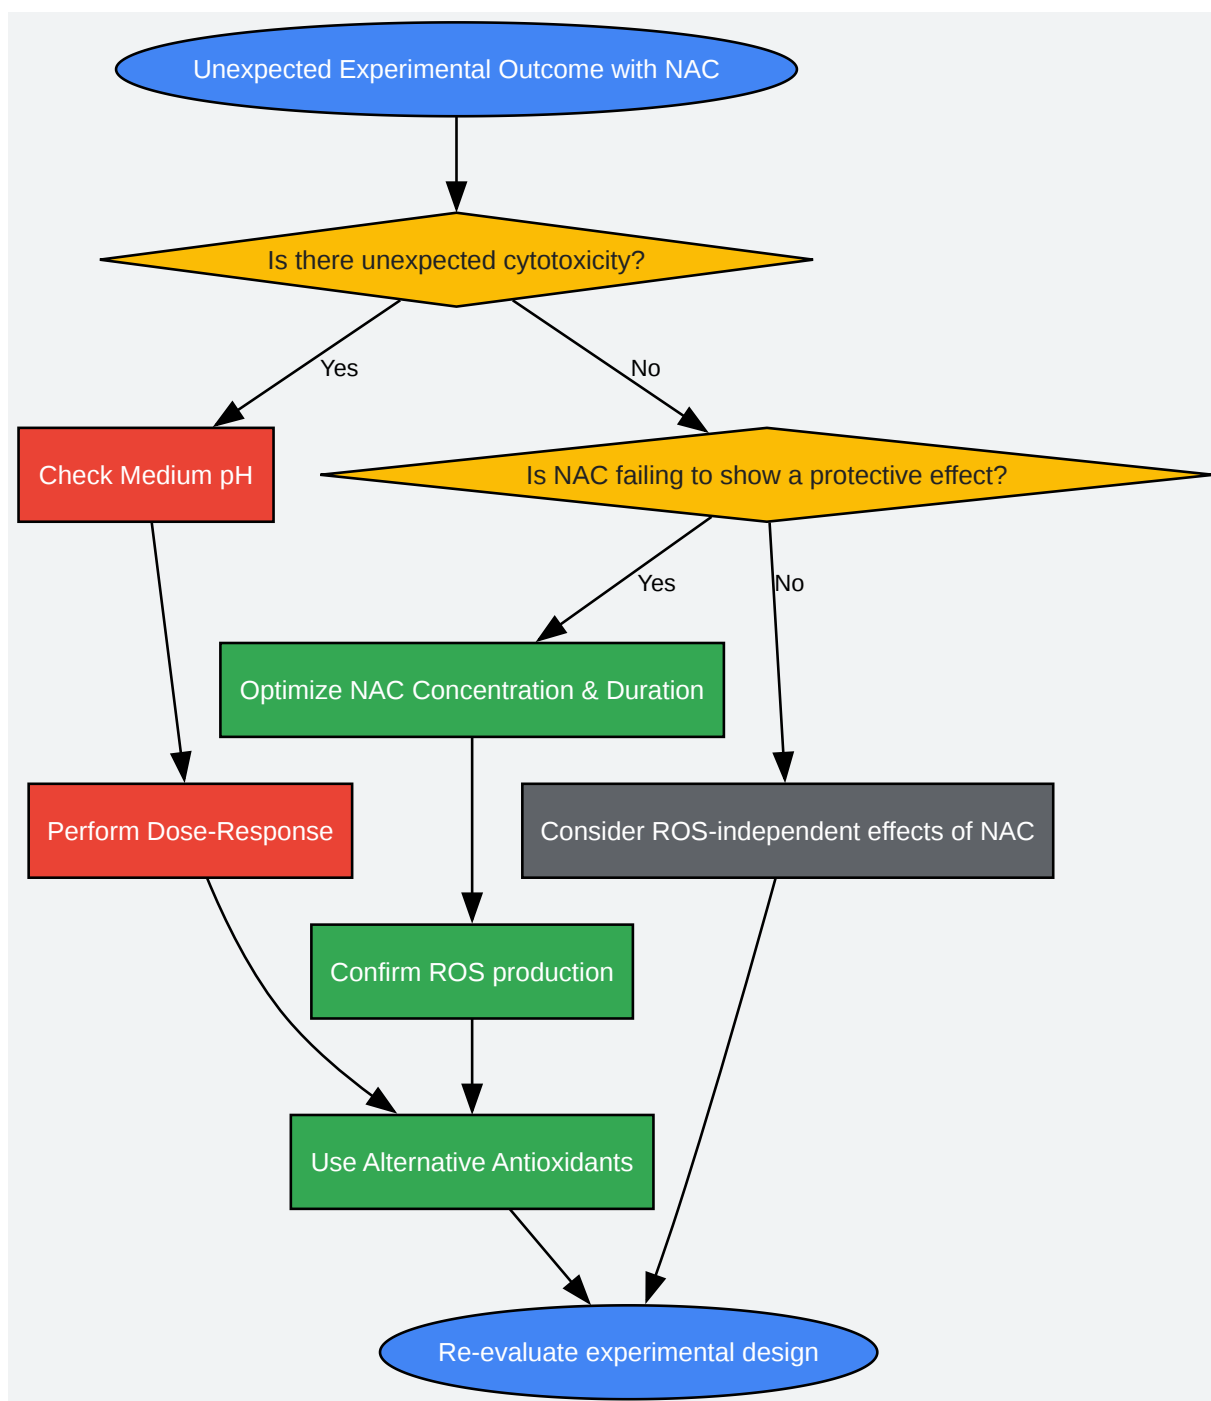 Unexpected Experimental Outcome with NAC
Is there unexpected cytotoxicity?
Yes
No
Check Medium pH
Is NAC failing to show a protective effect?
Yes
No
Optimize NAC Concentration & Duration
Perform Dose-Response
Consider ROS-independent effects of NAC
Confirm ROS production
Use Alternative Antioxidants
Re-evaluate experimental design